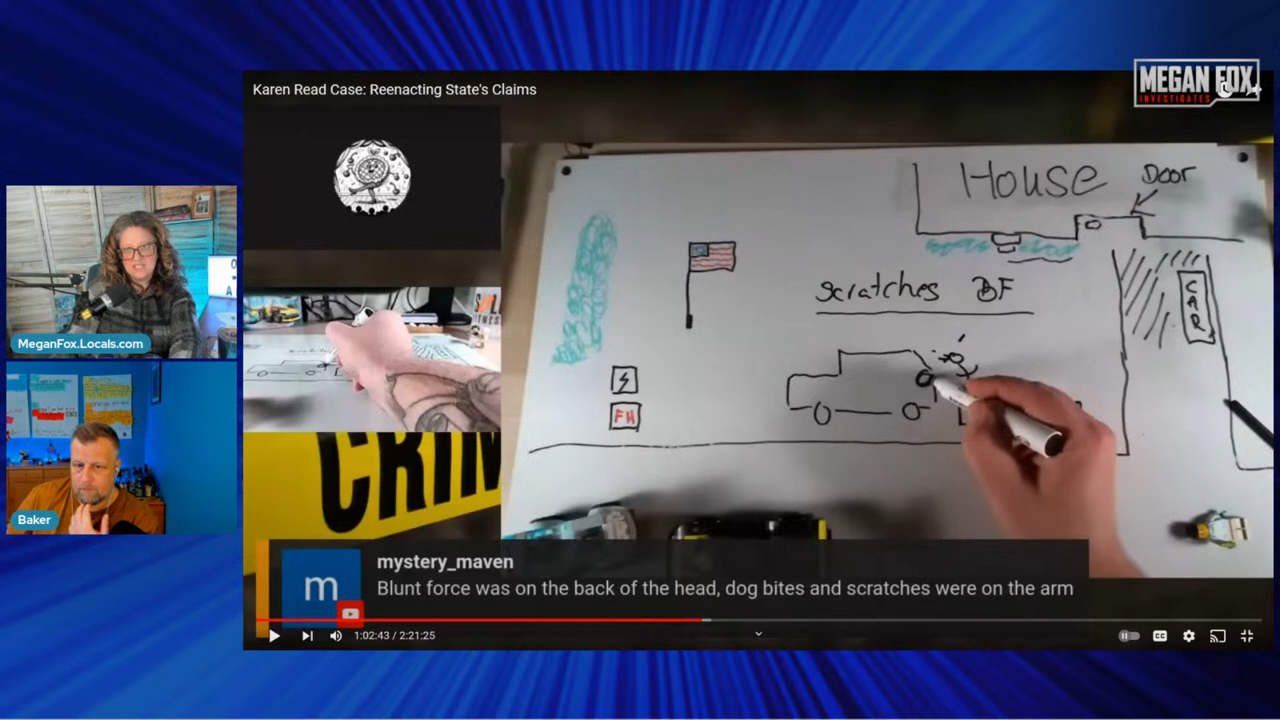 Karen Read Case: Reenacting State's Claims
MEGAN FOX
INVESTIGATES
House
Door
scratches BF
CAR
FH
CRIM
MeganFox.Locals.com
Baker
m
mystery_maven
Blunt force was on the back of the head, dog bites and scratches were on the arm
1:02:43 / 2:21:25
CC